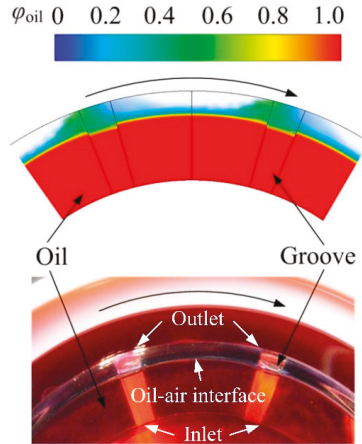 φoil 0 0.2 0.4 0.6 0.8 1.0
Oil Groove
Outlet
Oil-air interface
Inlet